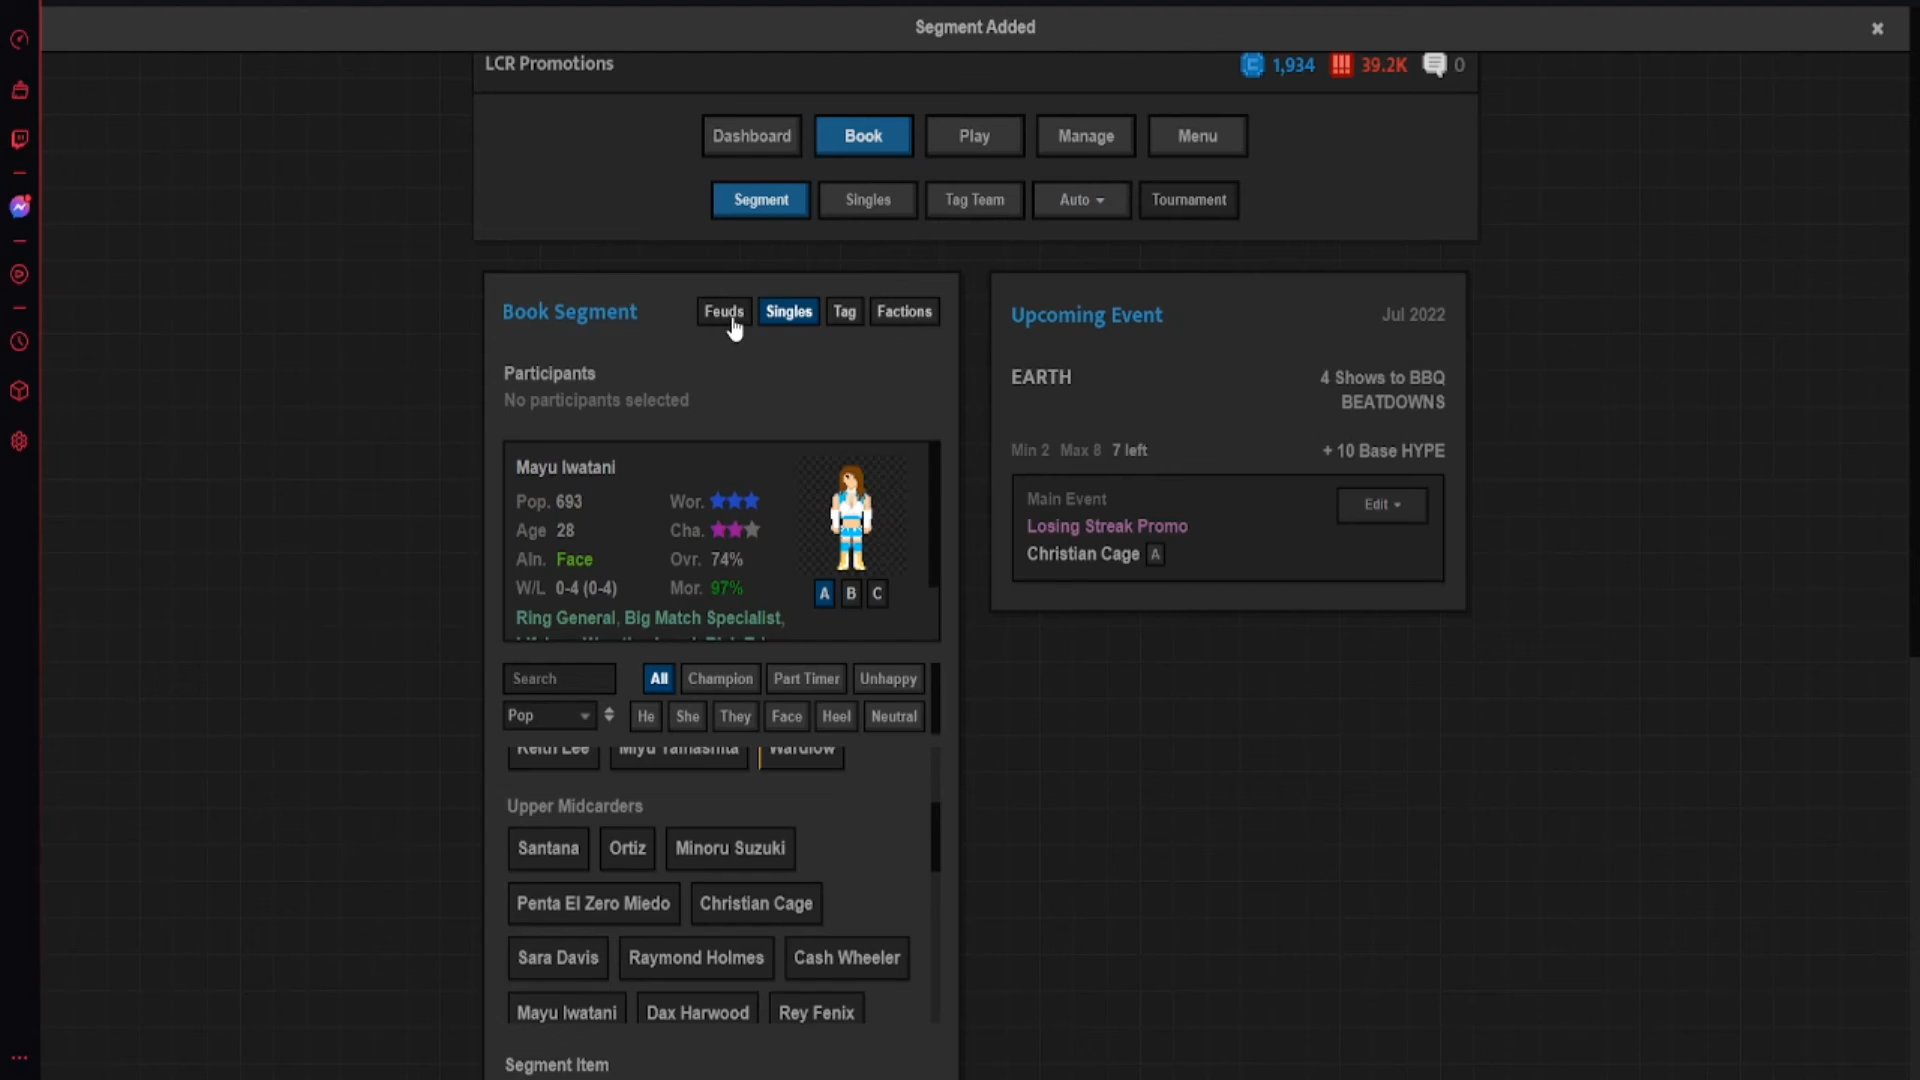 Segment Added
LCR Promotions
1,934 39.2K 0
Dashboard Book Play Manage Menu
Segment Singles Tag Team Auto Tournament
Book Segment Feuds Singles Tag Factions
Participants
No participants selected
Mayu Iwatani
Pop. 693 Wor.
Age 28 Cha.
Aln. Face Ovr. 74%
W/L 0-4 (0-4) Mor. 97%
A B C
Ring General, Big Match Specialist,
Search All Champion Part Timer Unhappy
Pop He She They Face Heel Neutral
Keith Lee Miyu Yamashita Wardlow
Upper Midcarders
Santana Ortiz Minoru Suzuki
Penta El Zero Miedo Christian Cage
Sara Davis Raymond Holmes Cash Wheeler
Mayu Iwatani Dax Harwood Rey Fenix
Segment Item
Upcoming Event Jul 2022
EARTH 4 Shows to BBQ
BEATDOWNS
Min 2 Max 8 7 left + 10 Base HYPE
Main Event Edit
Losing Streak Promo
Christian Cage A